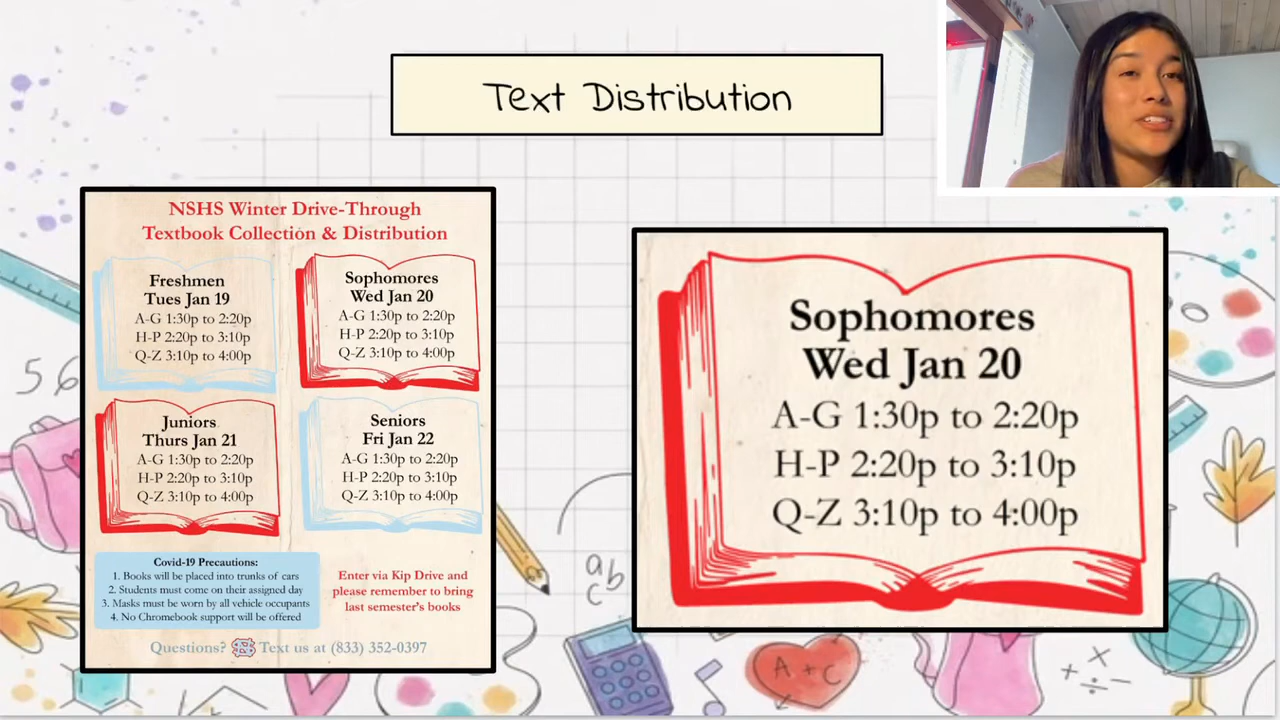 Text Distribution
NSHS Winter Drive-Through
Textbook Collection & Distribution
Freshmen
Tues Jan 19
A-G 1:30p to 2:20p
H-P 2:20p to 3:10p
Q-Z 3:10p to 4:00p
Sophomores
Wed Jan 20
A-G 1:30p to 2:20p
H-P 2:20p to 3:10p
Q-Z 3:10p to 4:00p
Juniors
Thurs Jan 21
A-G 1:30p to 2:20p
H-P 2:20p to 3:10p
Q-Z 3:10p to 4:00p
Seniors
Fri Jan 22
A-G 1:30p to 2:20p
H-P 2:20p to 3:10p
Q-Z 3:10p to 4:00p
Covid-19 Precautions:
1. Books will be placed into trunks of cars
2. Students must come on their assigned day
3. Masks must be worn by all vehicle occupants
4. No Chromebook support will be offered
Enter via Kip Drive and
please remember to bring
last semester's books
Questions? Text us at (833) 352-0397
Sophomores
Wed Jan 20
A-G 1:30p to 2:20p
H-P 2:20p to 3:10p
Q-Z 3:10p to 4:00p
56
ab
c
A + C